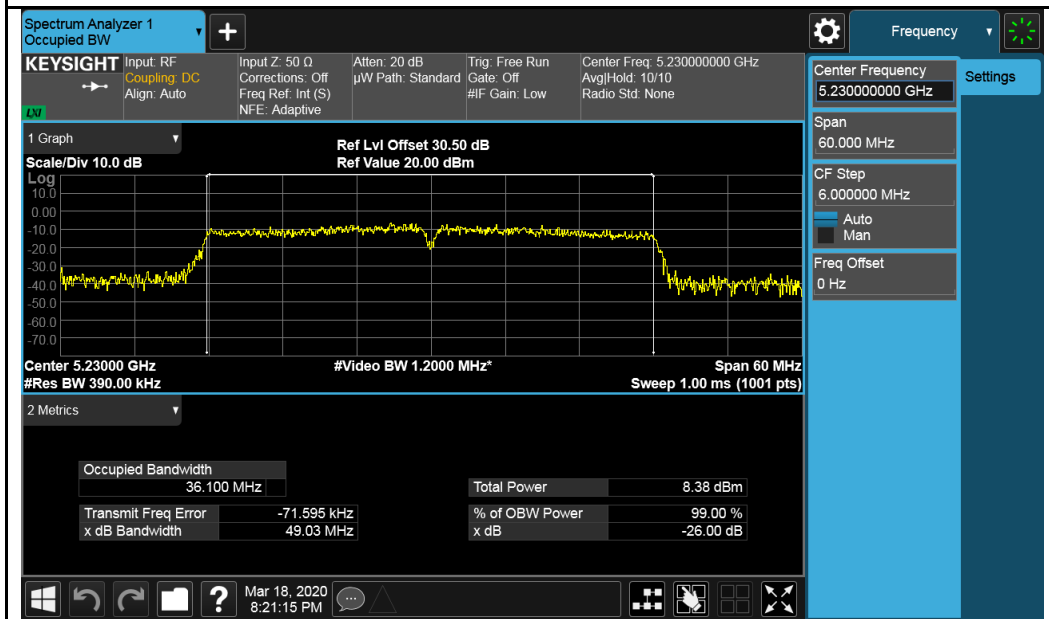 Spectrum Analyzer 1
Occupied BW
+
Frequency
KEYSIGHT
Input: RF
Coupling: DC
Align: Auto
LXI
Input Z: 50 Ω
Corrections: Off
Freq Ref: Int (S)
NFE: Adaptive
Atten: 20 dB
µW Path: Standard
Trig: Free Run
Gate: Off
#IF Gain: Low
Center Freq: 5.230000000 GHz
Avg|Hold: 10/10
Radio Std: None
Center Frequency
5.230000000 GHz
Settings
Span
60.000 MHz
CF Step
6.000000 MHz
Auto
Man
Freq Offset
0 Hz
1 Graph
Scale/Div 10.0 dB
Ref Lvl Offset 30.50 dB
Ref Value 20.00 dBm
Log
10.0
0.00
-10.0
-20.0
-30.0
-40.0
-50.0
-60.0
-70.0
Center 5.23000 GHz
#Video BW 1.2000 MHz*
Span 60 MHz
#Res BW 390.00 kHz
Sweep 1.00 ms (1001 pts)
2 Metrics
Occupied Bandwidth
36.100 MHz
Total Power 8.38 dBm
Transmit Freq Error -71.595 kHz
% of OBW Power 99.00 %
x dB Bandwidth 49.03 MHz
x dB -26.00 dB
?
Mar 18, 2020
8:21:15 PM